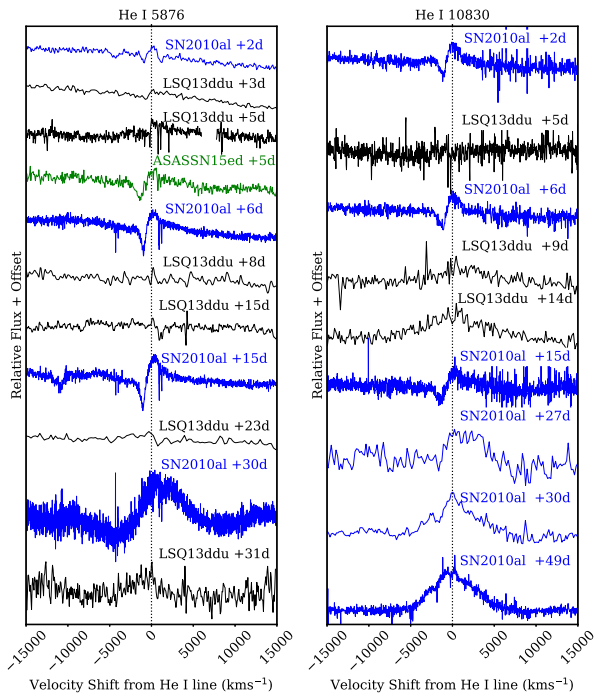 He I 5876
SN2010al +2d
LSQ13ddu +3d
LSQ13ddu +5d
ASASSN15ed +5d
SN2010al +6d
LSQ13ddu +8d
LSQ13ddu +15d
SN2010al +15d
LSQ13ddu +23d
SN2010al +30d
LSQ13ddu +31d
Relative Flux + Offset
−15000 −10000 −5000 0 5000 10000 15000
Velocity Shift from He I line (kms⁻¹)
He I 10830
SN2010al +2d
LSQ13ddu +5d
SN2010al +6d
LSQ13ddu +9d
LSQ13ddu +14d
SN2010al +15d
SN2010al +27d
SN2010al +30d
SN2010al +49d
Relative Flux + Offset
−15000 −10000 −5000 0 5000 10000 15000
Velocity Shift from He I line (kms⁻¹)